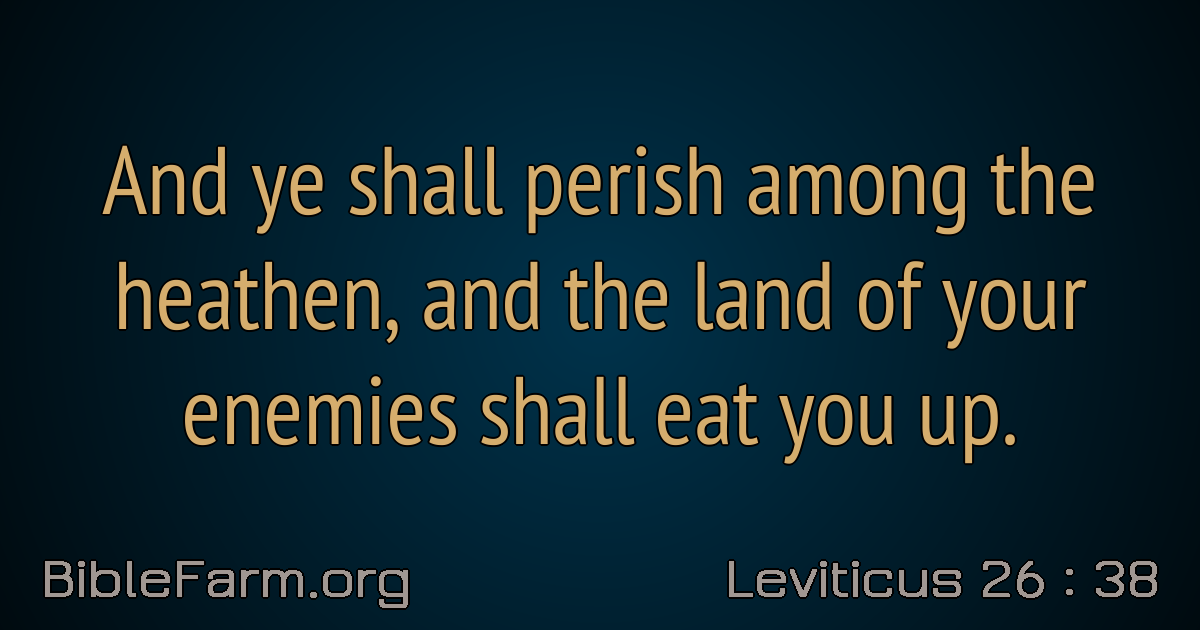 And ye shall perish among the
heathen, and the land of your
enemies shall eat you up.
BibleFarm.org
Leviticus 26 : 38